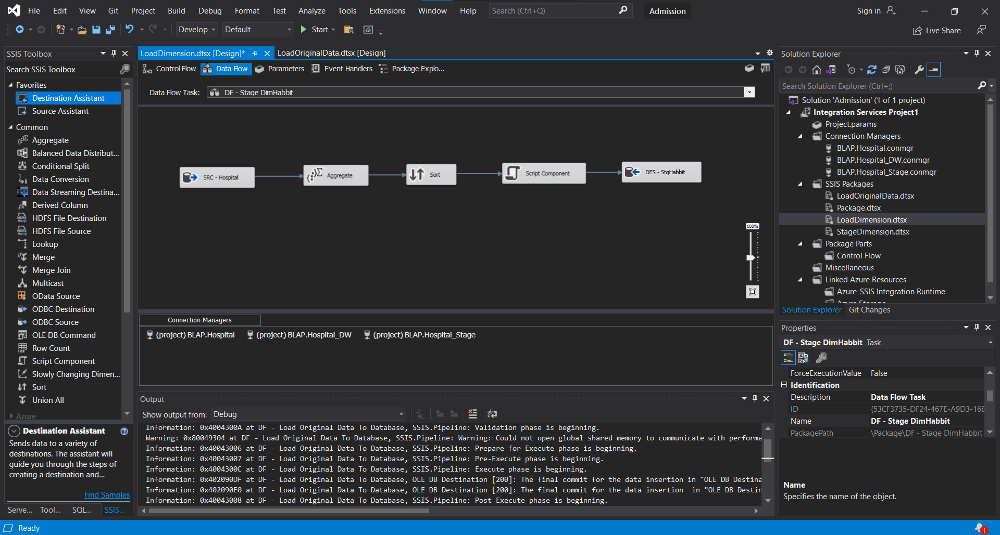 File Edit View Git Project Build Debug Format Test Analyze Tools Extensions Window Help Search (Ctrl+Q) Admission Sign in
Develop Default Start Live Share
SSIS Toolbox
Search SSIS Toolbox
Favorites
Destination Assistant
Source Assistant
Common
Aggregate
Balanced Data Distribut...
Conditional Split
Data Conversion
Data Streaming Destina...
Derived Column
HDFS File Destination
HDFS File Source
Lookup
Merge
Merge Join
Multicast
OData Source
ODBC Destination
ODBC Source
OLE DB Command
Row Count
Script Component
Slowly Changing Dimen...
Sort
Union All
Azure
Destination Assistant
Sends data to a variety of
destinations. The assistant will
guide you through the steps of
creating a destination and...
Find Samples
Serve... Tool... SQL... SSIS...
LoadDimension.dtsx [Design]* LoadOriginalData.dtsx [Design]
Control Flow Data Flow Parameters Event Handlers Package Explo...
Data Flow Task: DF - Stage DimHabbit
SRC - Hospital
Aggregate
Sort
Script Component
DES - StgHabbit
100%
Connection Managers
(project) BLAP.Hospital (project) BLAP.Hospital_DW (project) BLAP.Hospital_Stage
Output
Show output from: Debug
Information: 0x4004300A at DF - Load Original Data To Database, SSIS.Pipeline: Validation phase is beginning.
Warning: 0x80049304 at DF - Load Original Data To Database, SSIS.Pipeline: Warning: Could not open global shared memory to communicate with performa
Information: 0x40043006 at DF - Load Original Data To Database, SSIS.Pipeline: Prepare for Execute phase is beginning.
Information: 0x40043007 at DF - Load Original Data To Database, SSIS.Pipeline: Pre-Execute phase is beginning.
Information: 0x4004300C at DF - Load Original Data To Database, SSIS.Pipeline: Execute phase is beginning.
Information: 0x402090DF at DF - Load Original Data To Database, OLE DB Destination [200]: The final commit for the data insertion in "OLE DB Destina
Information: 0x402090E0 at DF - Load Original Data To Database, OLE DB Destination [200]: The final commit for the data insertion  in "OLE DB Destin
Information: 0x40043008 at DF - Load Original Data To Database, SSIS.Pipeline: Post Execute phase is beginning.
Solution Explorer
Search Solution Explorer (Ctrl+;)
Solution 'Admission' (1 of 1 project)
Integration Services Project1
Project.params
Connection Managers
BLAP.Hospital.conmgr
BLAP.Hospital_DW.conmgr
BLAP.Hospital_Stage.conmgr
SSIS Packages
LoadOriginalData.dtsx
Package.dtsx
LoadDimension.dtsx
StageDimension.dtsx
Package Parts
Control Flow
Miscellaneous
Linked Azure Resources
Azure-SSIS Integration Runtime
Azure Storage
Solution Explorer Git Changes
Properties
DF - Stage DimHabbit Task
ForceExecutionValue False
Identification
Description Data Flow Task
ID {53CF3735-DF24-467E-A9D3-168
Name DF - Stage DimHabbit
PackagePath \Package\DF - Stage DimHabbit
Name
Specifies the name of the object.
Ready
1